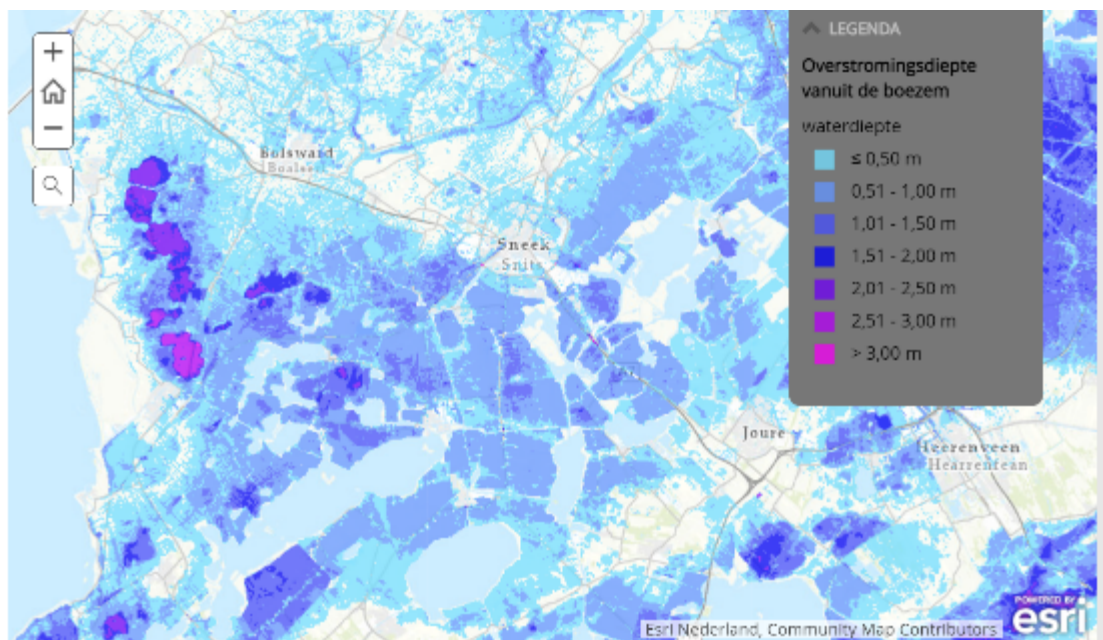 +
−
LEGENDA
Overstromingsdiepte
vanuit de boezem
waterdiepte
≤ 0,50 m
0,51 - 1,00 m
1,01 - 1,50 m
1,51 - 2,00 m
2,01 - 2,50 m
2,51 - 3,00 m
> 3,00 m
Bolsward
Sneek
Snits
Joure
Heerenveen
Hearrenfean
Esri Nederland, Community Map Contributors
POWERED BY
esri